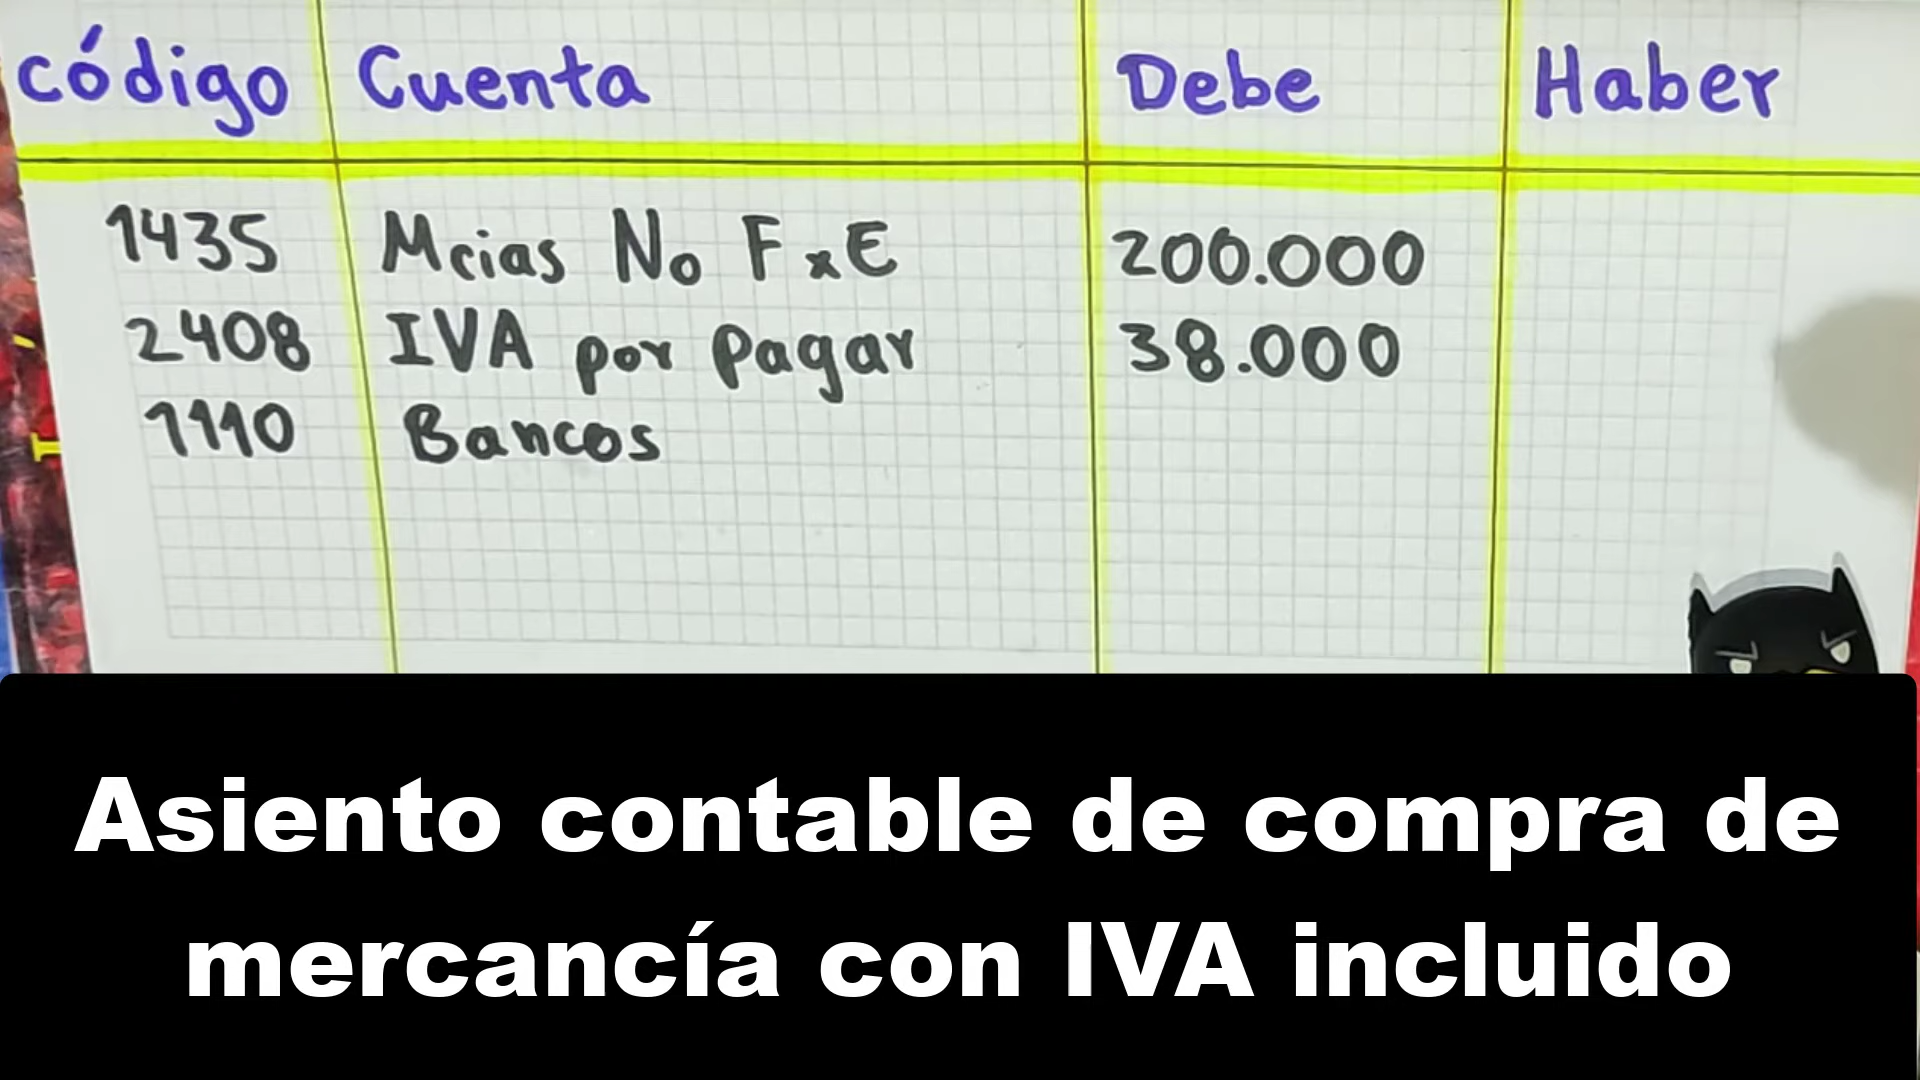 código Cuenta Debe Haber
1435 Mcias No F x E 200.000
2408 IVA por pagar 38.000
1110 Bancos
Asiento contable de compra de
mercancía con IVA incluido